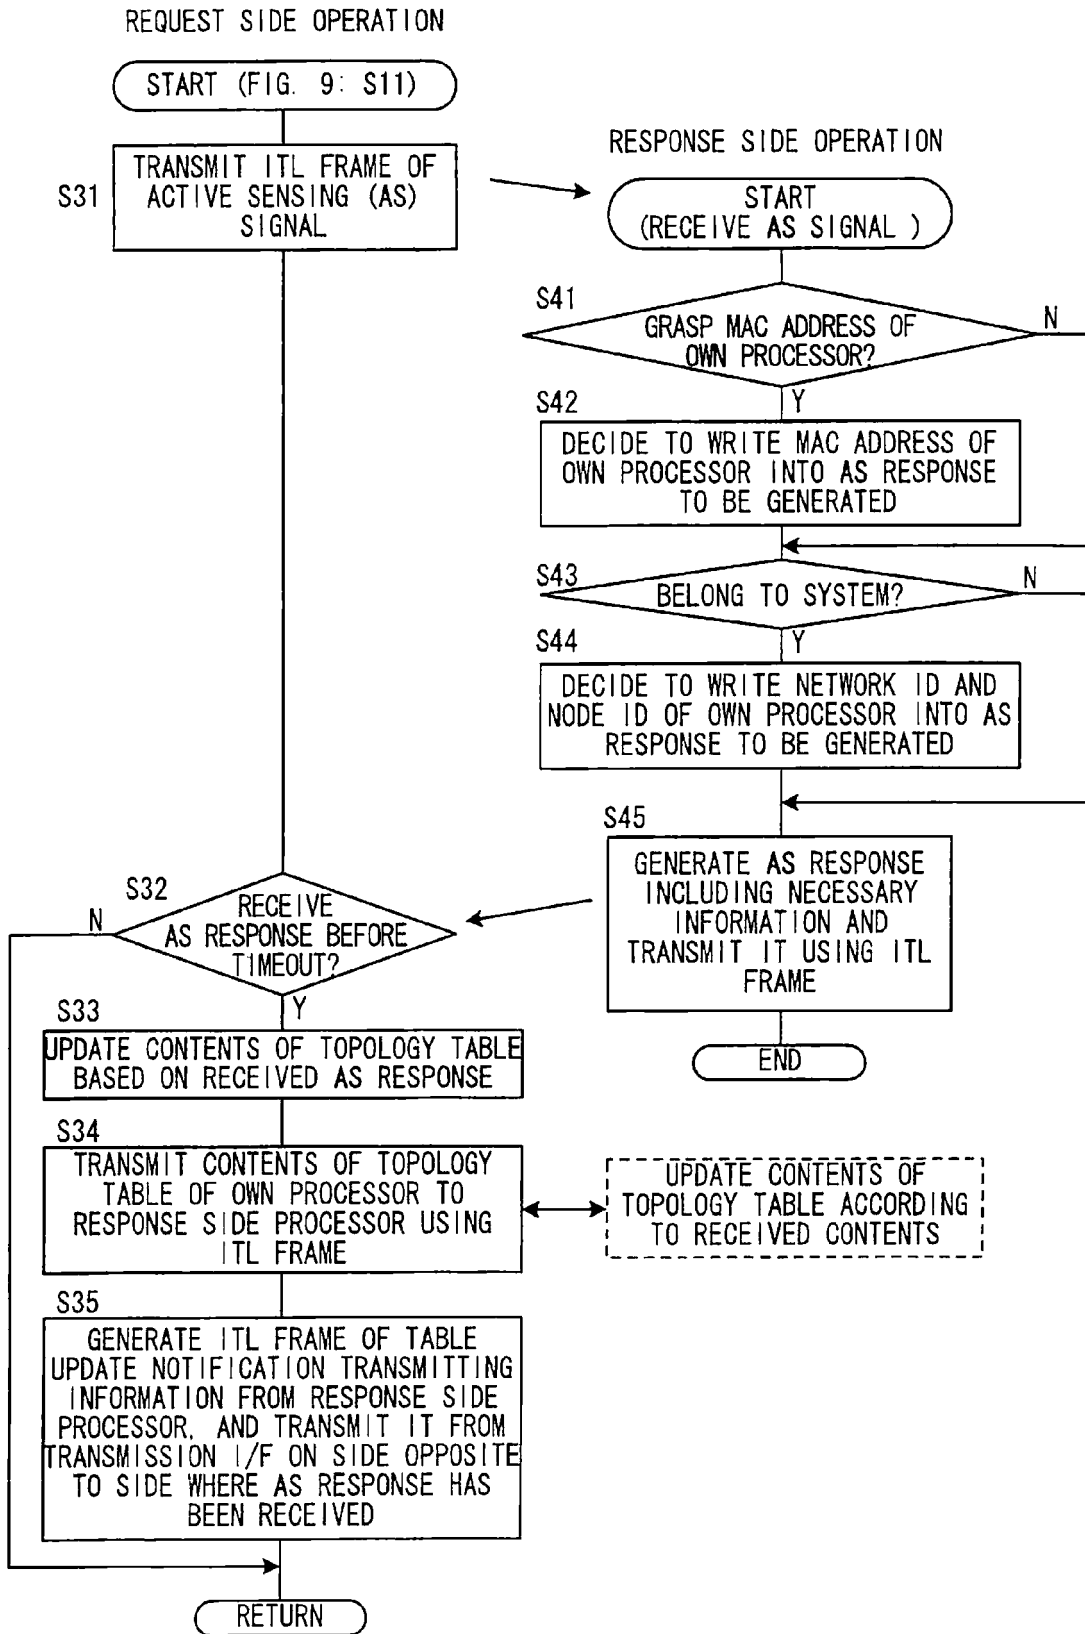 REQUEST SIDE OPERATION
START (FIG. 9: S11)
S31
TRANSMIT ITL FRAME OF
ACTIVE SENSING (AS)
SIGNAL
RESPONSE SIDE OPERATION
START
(RECEIVE AS SIGNAL )
S41
GRASP MAC ADDRESS OF
OWN PROCESSOR?
N
Y
S42
DECIDE TO WRITE MAC ADDRESS OF
OWN PROCESSOR INTO AS RESPONSE
TO BE GENERATED
S43
BELONG TO SYSTEM?
N
Y
S44
DECIDE TO WRITE NETWORK ID AND
NODE ID OF OWN PROCESSOR INTO AS
RESPONSE TO BE GENERATED
S45
GENERATE AS RESPONSE
INCLUDING NECESSARY
INFORMATION AND
TRANSMIT IT USING ITL
FRAME
END
S32
RECEIVE
AS RESPONSE BEFORE
TIMEOUT?
N
Y
S33
UPDATE CONTENTS OF TOPOLOGY TABLE
BASED ON RECEIVED AS RESPONSE
S34
TRANSMIT CONTENTS OF TOPOLOGY
TABLE OF OWN PROCESSOR TO
RESPONSE SIDE PROCESSOR USING
ITL FRAME
UPDATE CONTENTS OF
TOPOLOGY TABLE ACCORDING
TO RECEIVED CONTENTS
S35
GENERATE ITL FRAME OF TABLE
UPDATE NOTIFICATION TRANSMITTING
INFORMATION FROM RESPONSE SIDE
PROCESSOR, AND TRANSMIT IT FROM
TRANSMISSION I/F ON SIDE OPPOSITE
TO SIDE WHERE AS RESPONSE HAS
BEEN RECEIVED
RETURN